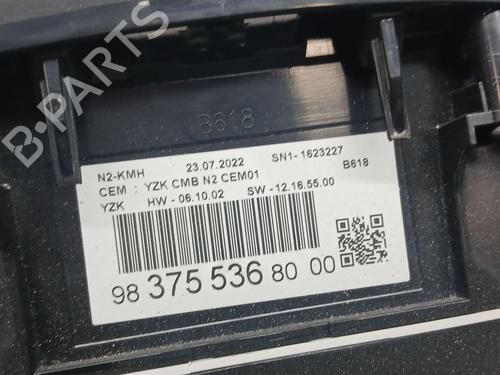 B618
N2-KMH 23.07.2022 SN1- 1623227
CEM : YZK CMB N2 CEM01 B618
YZK HW - 06.10.02 SW -12.16.55.00
98 375 536 80 00
B-PARTS